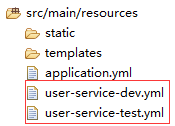 src/main/resources
static
templates
application.yml
user-service-dev.yml
user-service-test.yml